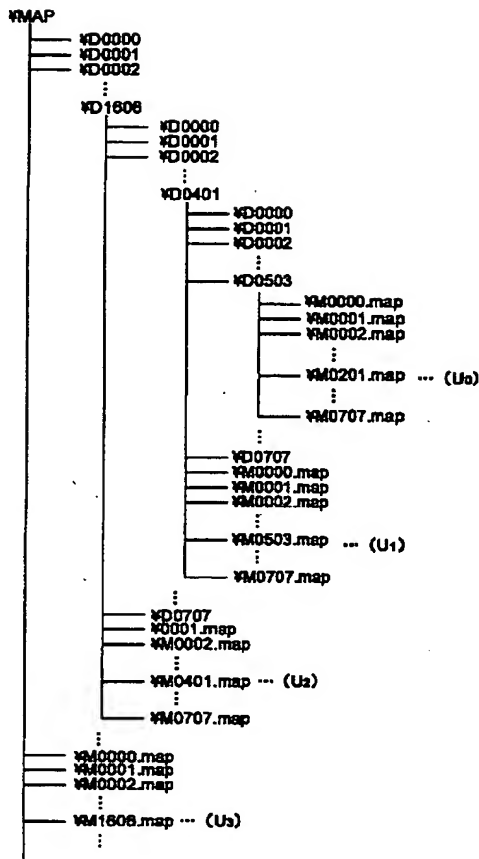 ¥MAP
¥D0000
¥D0001
¥D0002
¥D1606
¥D0000
¥D0001
¥D0002
¥D0401
¥D0000
¥D0001
¥D0002
¥D0503
¥M0000.map
¥M0001.map
¥M0002.map
¥M0201.map ... (U0)
¥M0707.map
¥D0707
¥M0000.map
¥M0001.map
¥M0002.map
¥M0503.map ... (U1)
¥M0707.map
¥D0707
¥0001.map
¥M0002.map
¥M0401.map ... (U2)
¥M0707.map
¥M0000.map
¥M0001.map
¥M0002.map
¥M1606.map ... (U3)